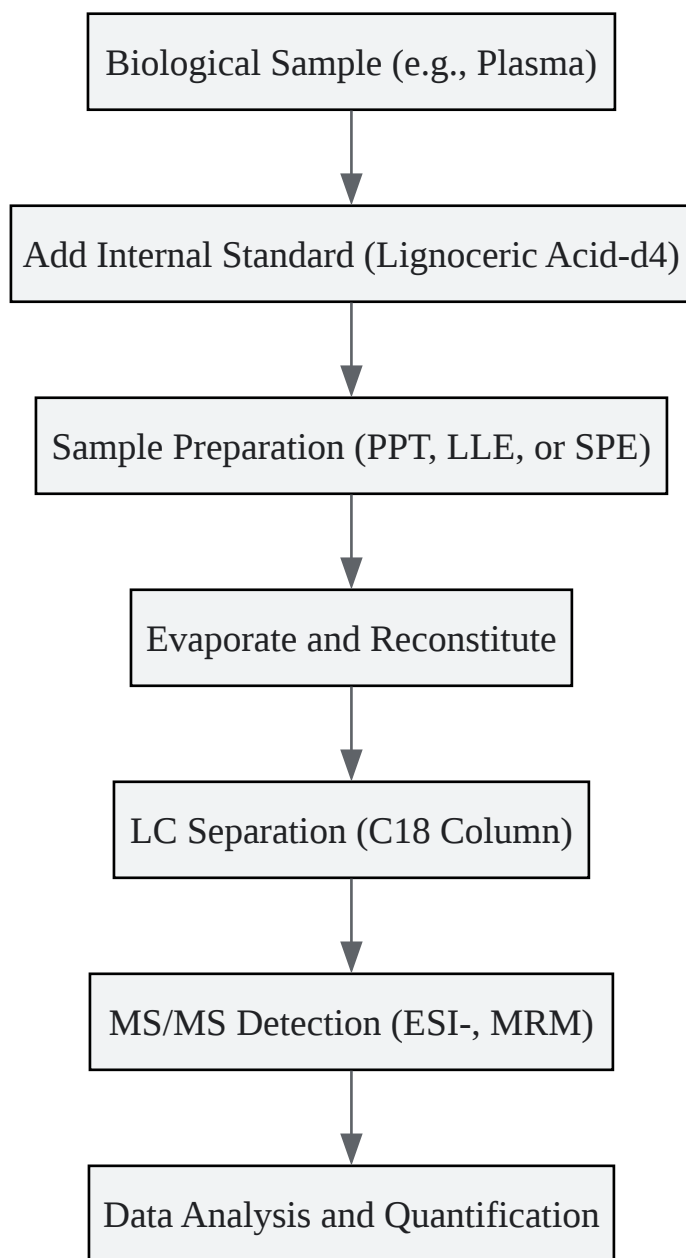 Biological Sample (e.g., Plasma)
Add Internal Standard (Lignoceric Acid-d4)
Sample Preparation (PPT, LLE, or SPE)
Evaporate and Reconstitute
LC Separation (C18 Column)
MS/MS Detection (ESI-, MRM)
Data Analysis and Quantification